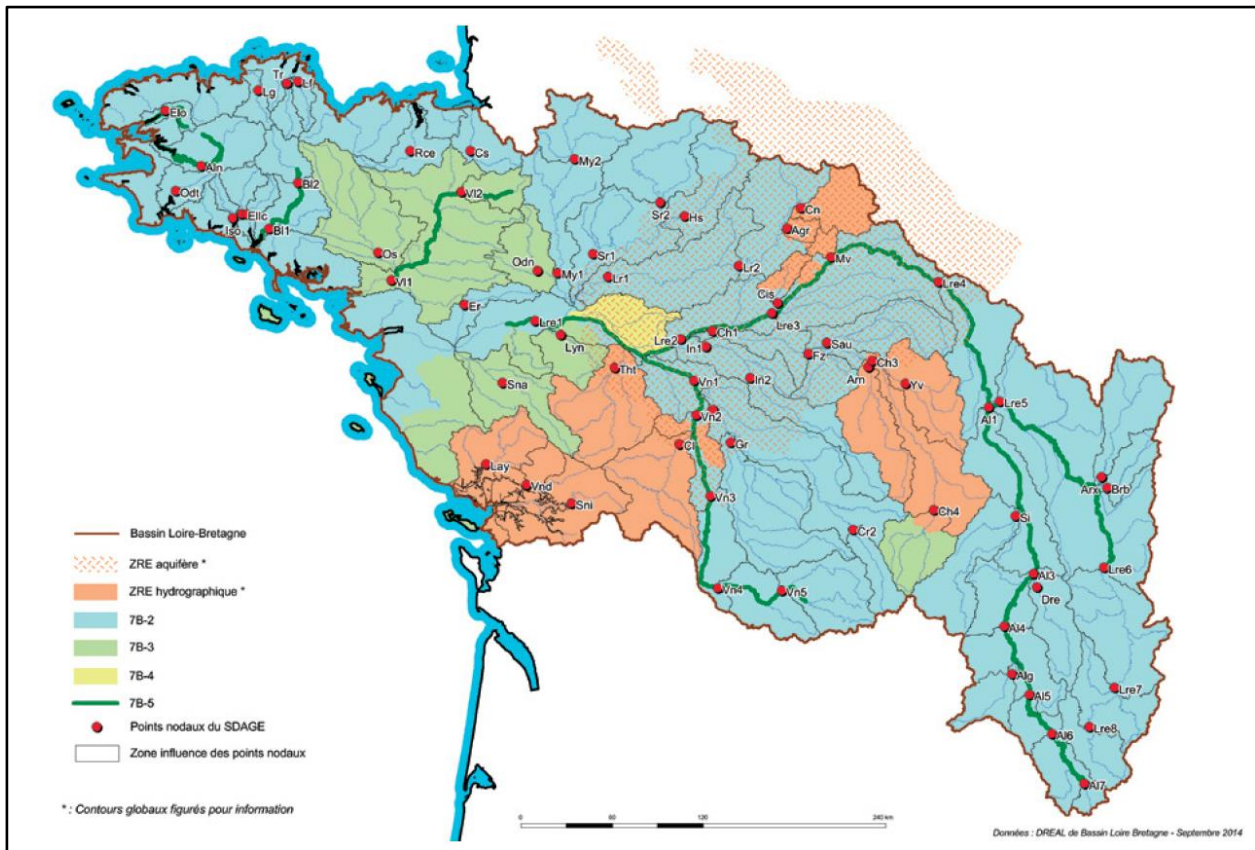 Tr
Lf
Lg
Elo
Aln
Odt
Ellc
Iso
Bl1
Bl2
Rce
Cs
My2
Vl2
Os
Vl1
Odn
My1
Sr1
Lr1
Sr2
Hs
Cn
Agr
Mv
Lr2
Cis
Lre3
Lre4
Er
Lre1
Lyn
Lre2
Ch1
In1
Fz
Sau
Ch3
Am
Yv
Sna
Tht
Vn1
In2
Vn2
Al1
Lre5
Cl
Gr
Lay
Vnd
Sni
Vn3
Arx
Brb
Ch4
Si
Cr2
Lre6
Vn4
Vn5
Al3
Dre
Al4
Alg
Al5
Lre7
Al6
Lre8
Al7
Bassin Loire-Bretagne
ZRE aquifère *
ZRE hydrographique *
7B-2
7B-3
7B-4
7B-5
Points nodaux du SDAGE
Zone influence des points nodaux
* : Contours globaux figurés pour information
0 60 120 240 km
Données : DREAL de Bassin Loire Bretagne - Septembre 2014